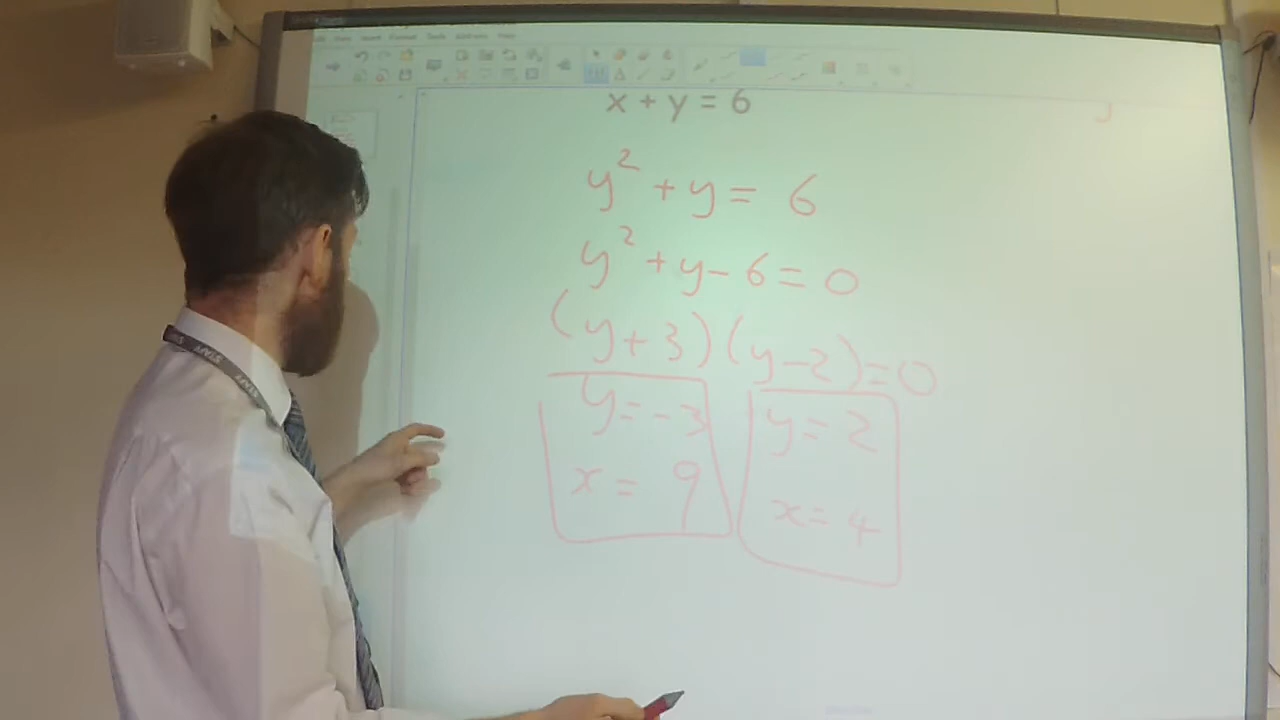 x + y = 6
y² + y = 6
y² + y - 6 = 0
(y + 3)(y - 2) = 0
y = -3
x = 9
y = 2
x = 4